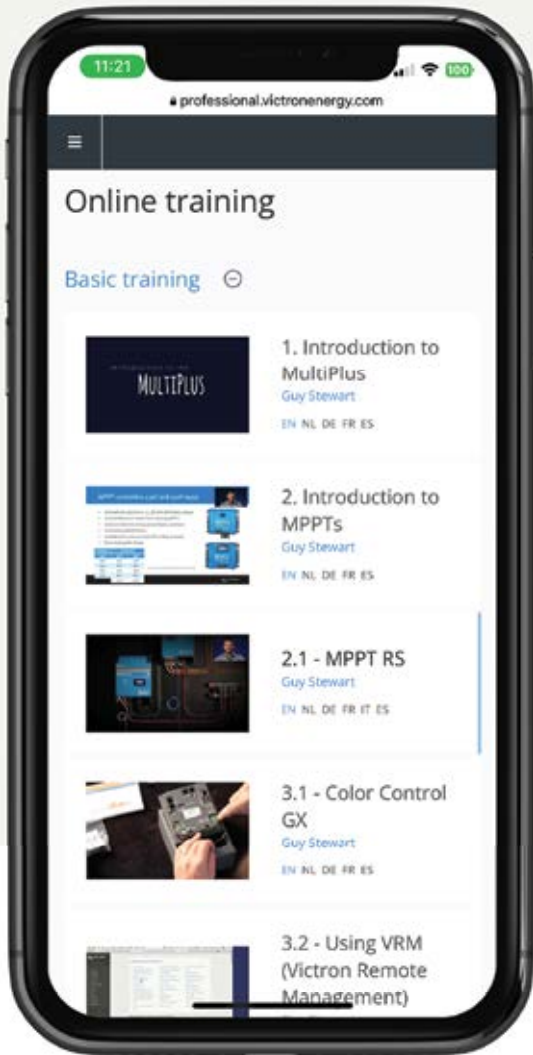 11:21
100
professional.victronenergy.com
Online training
Basic training
MULTIPLUS
1. Introduction to
MultiPlus
Guy Stewart
EN NL DE FR ES
2. Introduction to
MPPTs
Guy Stewart
EN NL DE FR ES
2.1 - MPPT RS
Guy Stewart
EN NL DE FR IT ES
3.1 - Color Control
GX
Guy Stewart
EN NL DE FR ES
3.2 - Using VRM
(Victron Remote
Management)